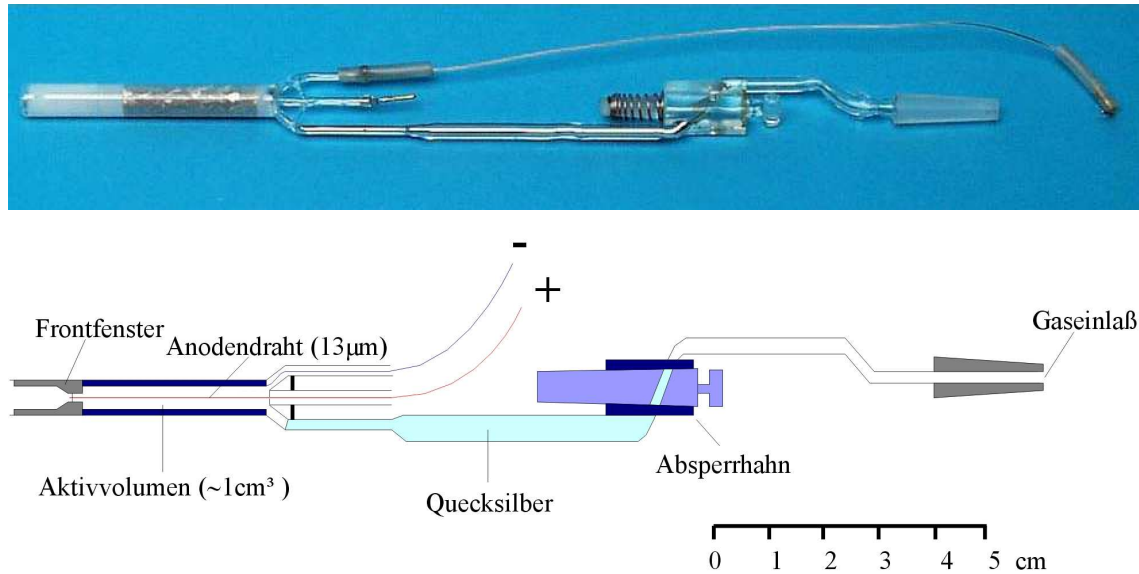 -
+
Frontfenster
Anodendraht (13µm)
Gaseinlaß
Absperrhahn
Aktivvolumen (~1cm³ )
Quecksilber
0 1 2 3 4 5 cm